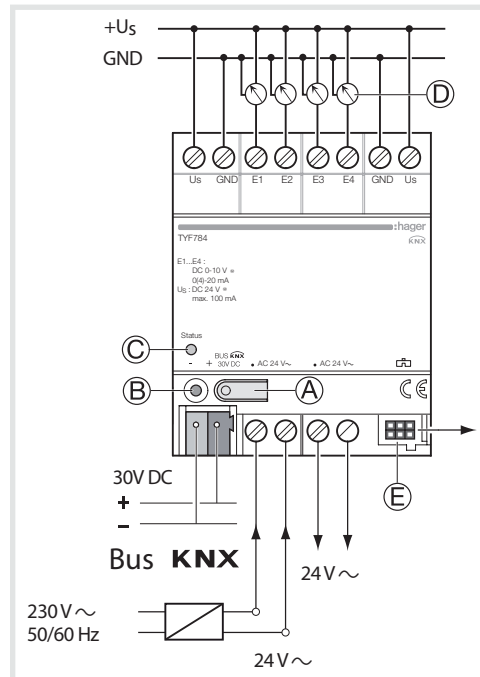 +Us
GND
D
Us GND E1 E2 E3 E4 GND Us
:hager
TYF784
KNX
E1...E4 :
DC 0-10 V ⎓
0(4)-20 mA
Us : DC 24 V ⎓
max. 100 mA
Status
C
- + BUS KNX 30V DC • AC 24 V~ • AC 24 V~
B
A
CE
E
30V DC
+
–
Bus KNX
24 V ~
230 V ~
50/60 Hz
24 V ~